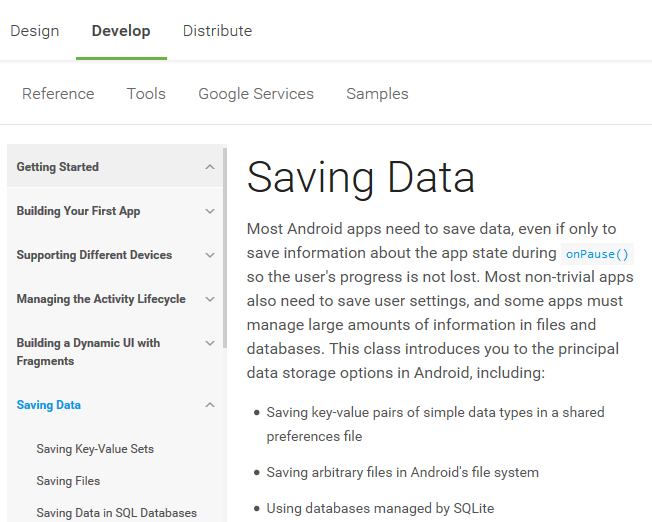 Design Develop Distribute
Reference Tools Google Services Samples
Getting Started
Building Your First App
Supporting Different Devices
Managing the Activity Lifecycle
Building a Dynamic UI with
Fragments
Saving Data
Saving Key-Value Sets
Saving Files
Saving Data in SQL Databases
Saving Data
Most Android apps need to save data, even if only to
save information about the app state during onPause()
so the user's progress is not lost. Most non-trivial apps
also need to save user settings, and some apps must
manage large amounts of information in files and
databases. This class introduces you to the principal
data storage options in Android, including:
• Saving key-value pairs of simple data types in a shared
preferences file
• Saving arbitrary files in Android's file system
• Using databases managed by SQLite